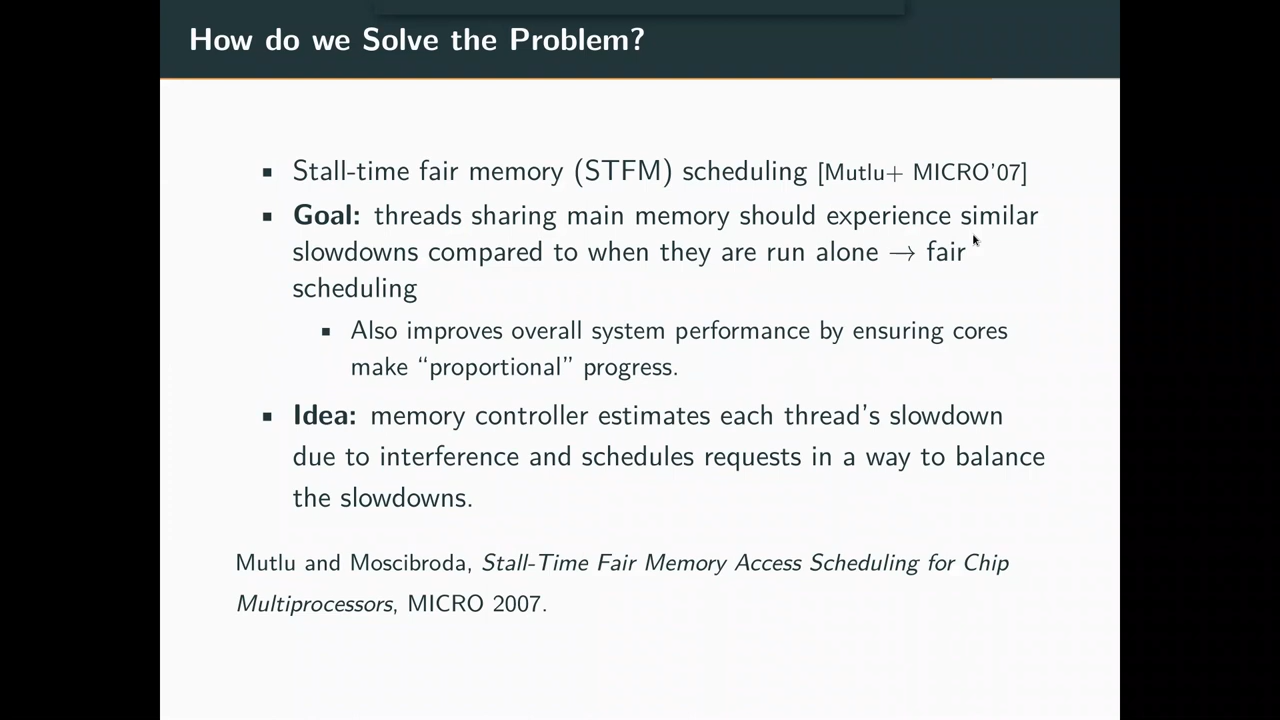 How do we Solve the Problem?
▪ Stall-time fair memory (STFM) scheduling [Mutlu+ MICRO'07]
▪ Goal: threads sharing main memory should experience similar
slowdowns compared to when they are run alone → fair
scheduling
▪ Also improves overall system performance by ensuring cores
make “proportional” progress.
▪ Idea: memory controller estimates each thread's slowdown
due to interference and schedules requests in a way to balance
the slowdowns.
Mutlu and Moscibroda, Stall-Time Fair Memory Access Scheduling for Chip
Multiprocessors, MICRO 2007.